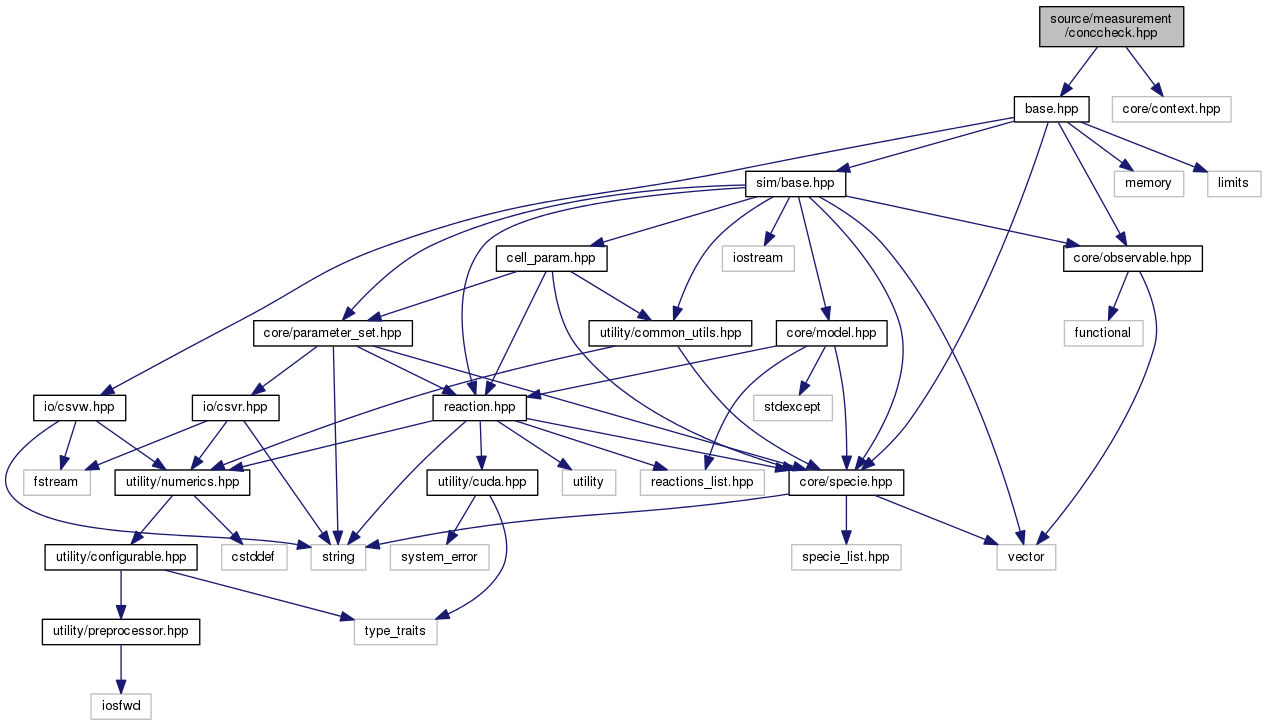 source/measurement
/conccheck.hpp
base.hpp
core/context.hpp
sim/base.hpp
memory
limits
cell_param.hpp
iostream
core/observable.hpp
core/parameter_set.hpp
utility/common_utils.hpp
core/model.hpp
functional
io/csvw.hpp
io/csvr.hpp
reaction.hpp
stdexcept
fstream
utility/numerics.hpp
utility/cuda.hpp
utility
reactions_list.hpp
core/specie.hpp
utility/configurable.hpp
cstddef
string
system_error
specie_list.hpp
vector
utility/preprocessor.hpp
type_traits
iosfwd